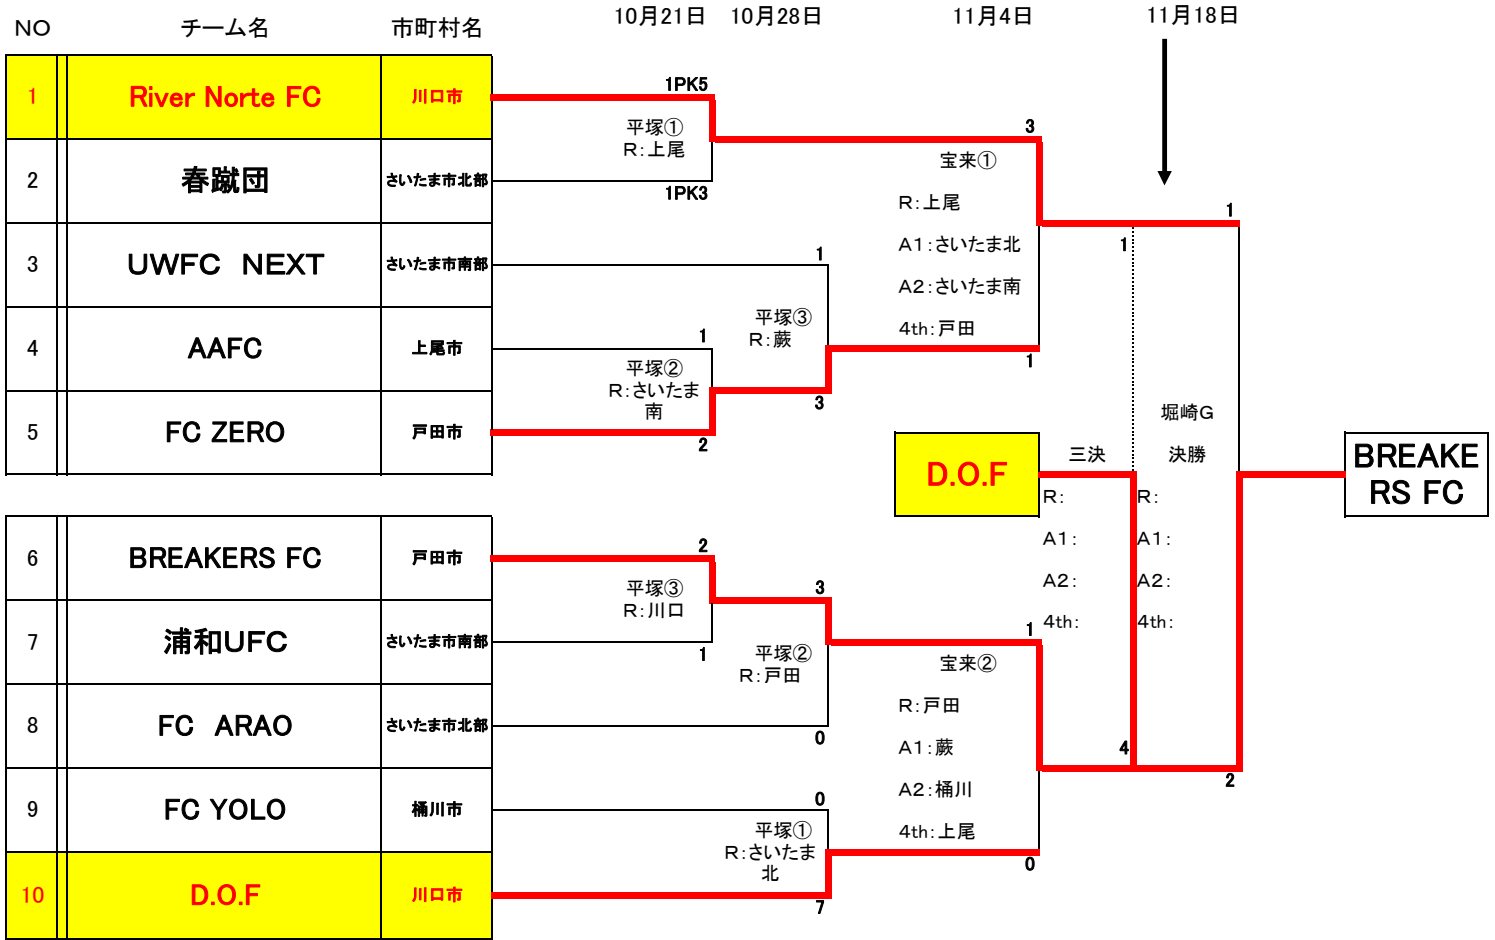 NO チーム名 市町村名 10月21日 10月28日 11月4日 11月18日
1 River Norte FC 川口市
1PK5
平塚①
R:上尾
2 春蹴団 さいたま市北部
1PK3
3
宝来①
R:上尾
A1:さいたま北
A2:さいたま南
4th:戸田
1
3 UWFC NEXT さいたま市南部
1
平塚③
R:蕨
4 AAFC 上尾市
1
平塚②
R:さいたま
南
3
5 FC ZERO 戸田市
2
1
1
堀崎G
三決 決勝
D.O.F
BREAKE
RS FC
R: R:
A1: A1:
A2: A2:
4th: 4th:
6 BREAKERS FC 戸田市
2
平塚③
R:川口
3
7 浦和UFC さいたま市南部
1
平塚②
R:戸田
1
宝来②
R:戸田
A1:蕨
A2:桶川
4th:上尾
0
8 FC ARAO さいたま市北部
0
4
2
9 FC YOLO 桶川市
0
平塚①
R:さいたま
北
10 D.O.F 川口市
7